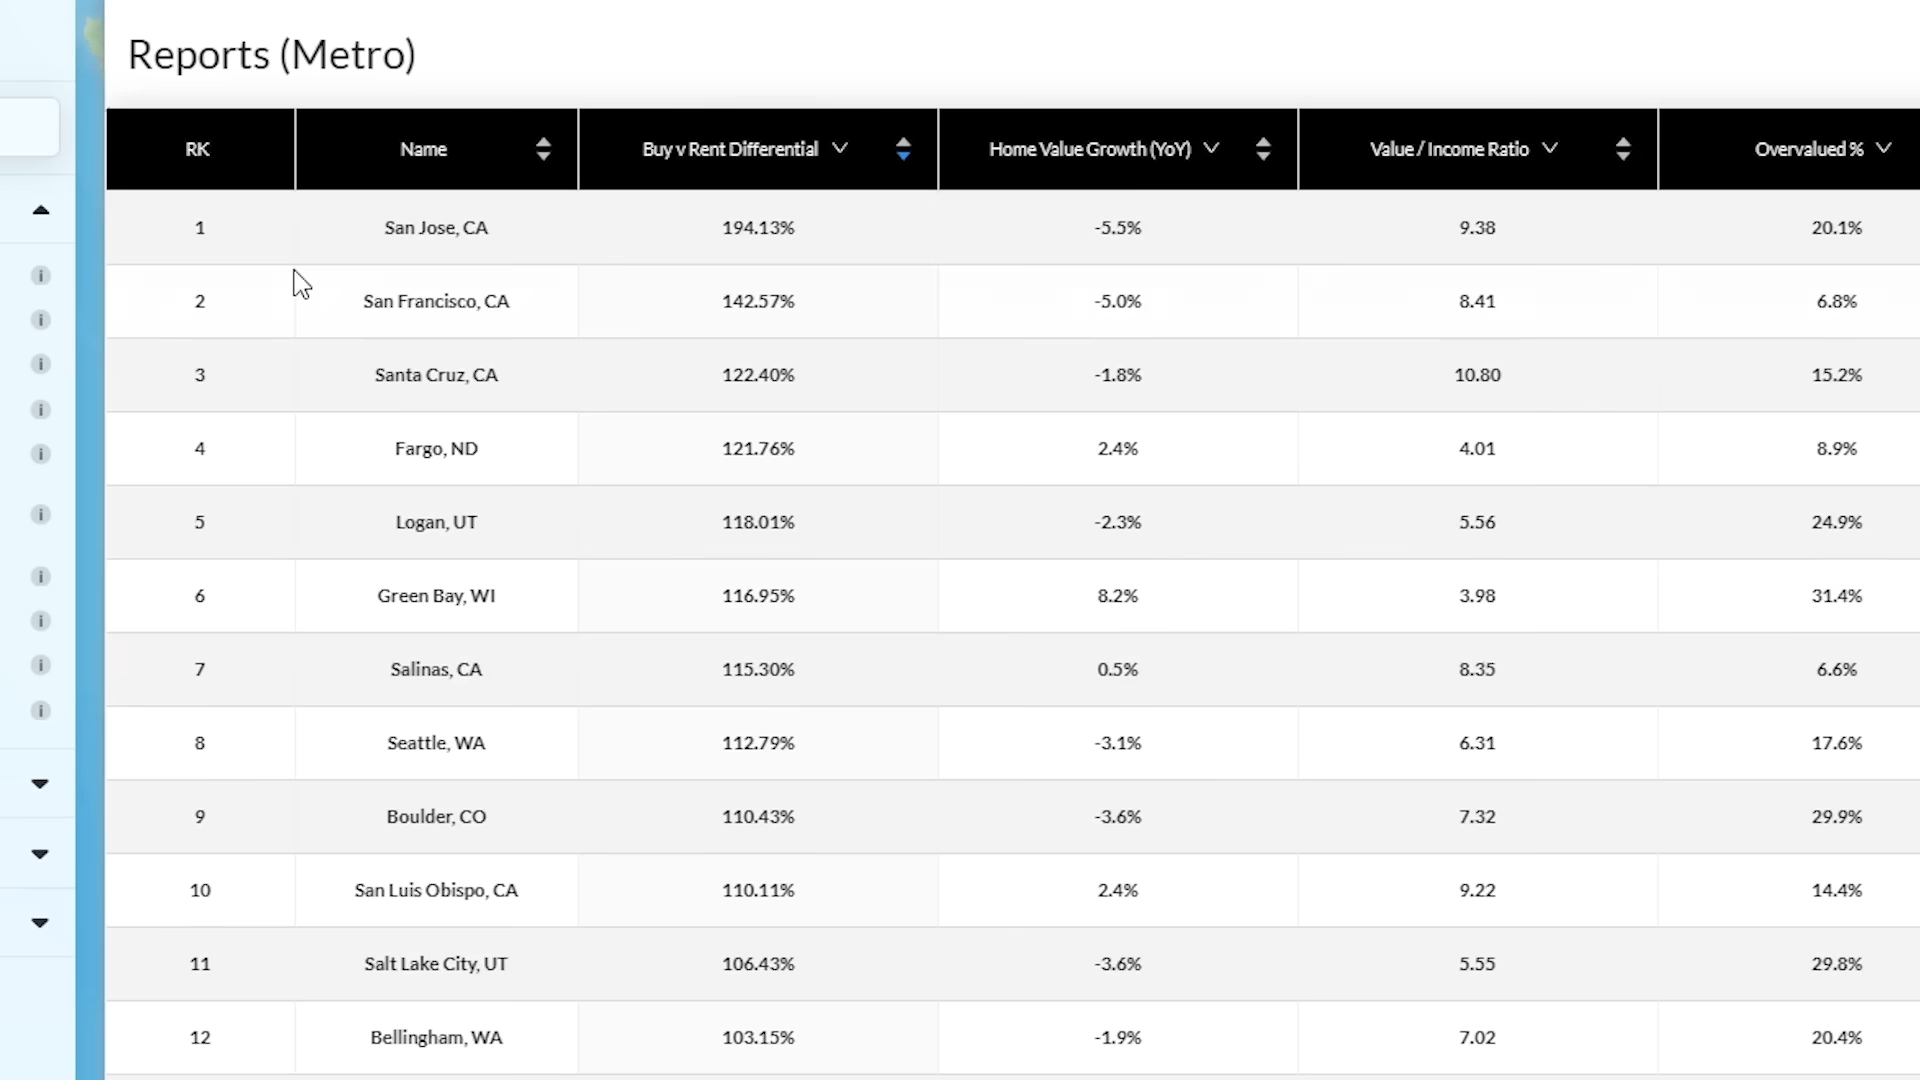 Reports (Metro)
RK Name Buy v Rent Differential Home Value Growth (YoY) Value / Income Ratio Overvalued %
1 San Jose, CA 194.13% -5.5% 9.38 20.1%
2 San Francisco, CA 142.57% -5.0% 8.41 6.8%
3 Santa Cruz, CA 122.40% -1.8% 10.80 15.2%
4 Fargo, ND 121.76% 2.4% 4.01 8.9%
5 Logan, UT 118.01% -2.3% 5.56 24.9%
6 Green Bay, WI 116.95% 8.2% 3.98 31.4%
7 Salinas, CA 115.30% 0.5% 8.35 6.6%
8 Seattle, WA 112.79% -3.1% 6.31 17.6%
9 Boulder, CO 110.43% -3.6% 7.32 29.9%
10 San Luis Obispo, CA 110.11% 2.4% 9.22 14.4%
11 Salt Lake City, UT 106.43% -3.6% 5.55 29.8%
12 Bellingham, WA 103.15% -1.9% 7.02 20.4%